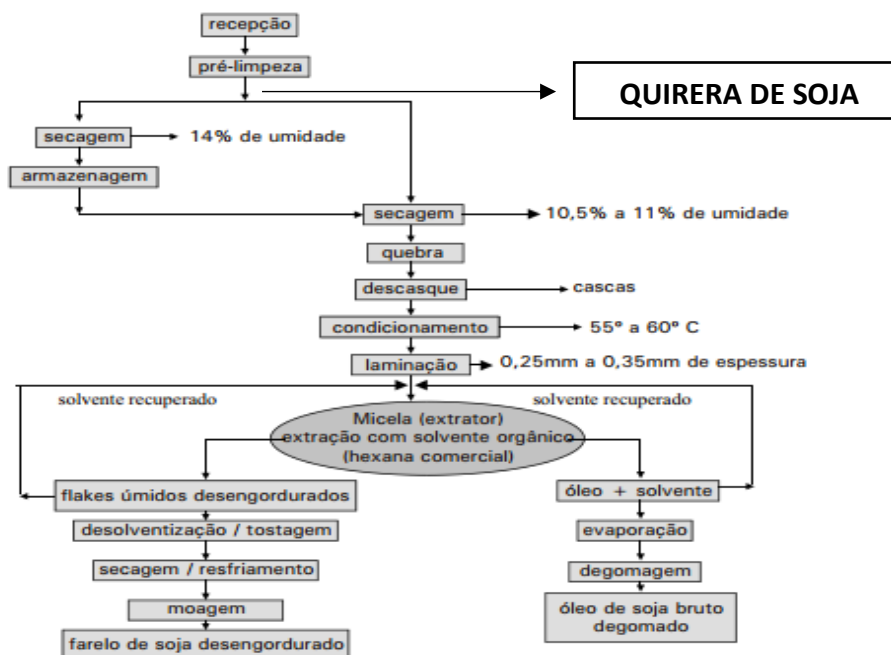 recepção
pré-limpeza
QUIRERA DE SOJA
secagem
14% de umidade
armazenagem
secagem
10,5% a 11% de umidade
quebra
descasque
cascas
condicionamento
55º a 60º C
laminação
0,25mm a 0,35mm de espessura
solvente recuperado
solvente recuperado
Micela (extrator)
extração com solvente orgânico
(hexana comercial)
flakes úmidos desengordurados
óleo + solvente
desolventização / tostagem
evaporação
secagem / resfriamento
degomagem
moagem
óleo de soja bruto
degomado
farelo de soja desengordurado